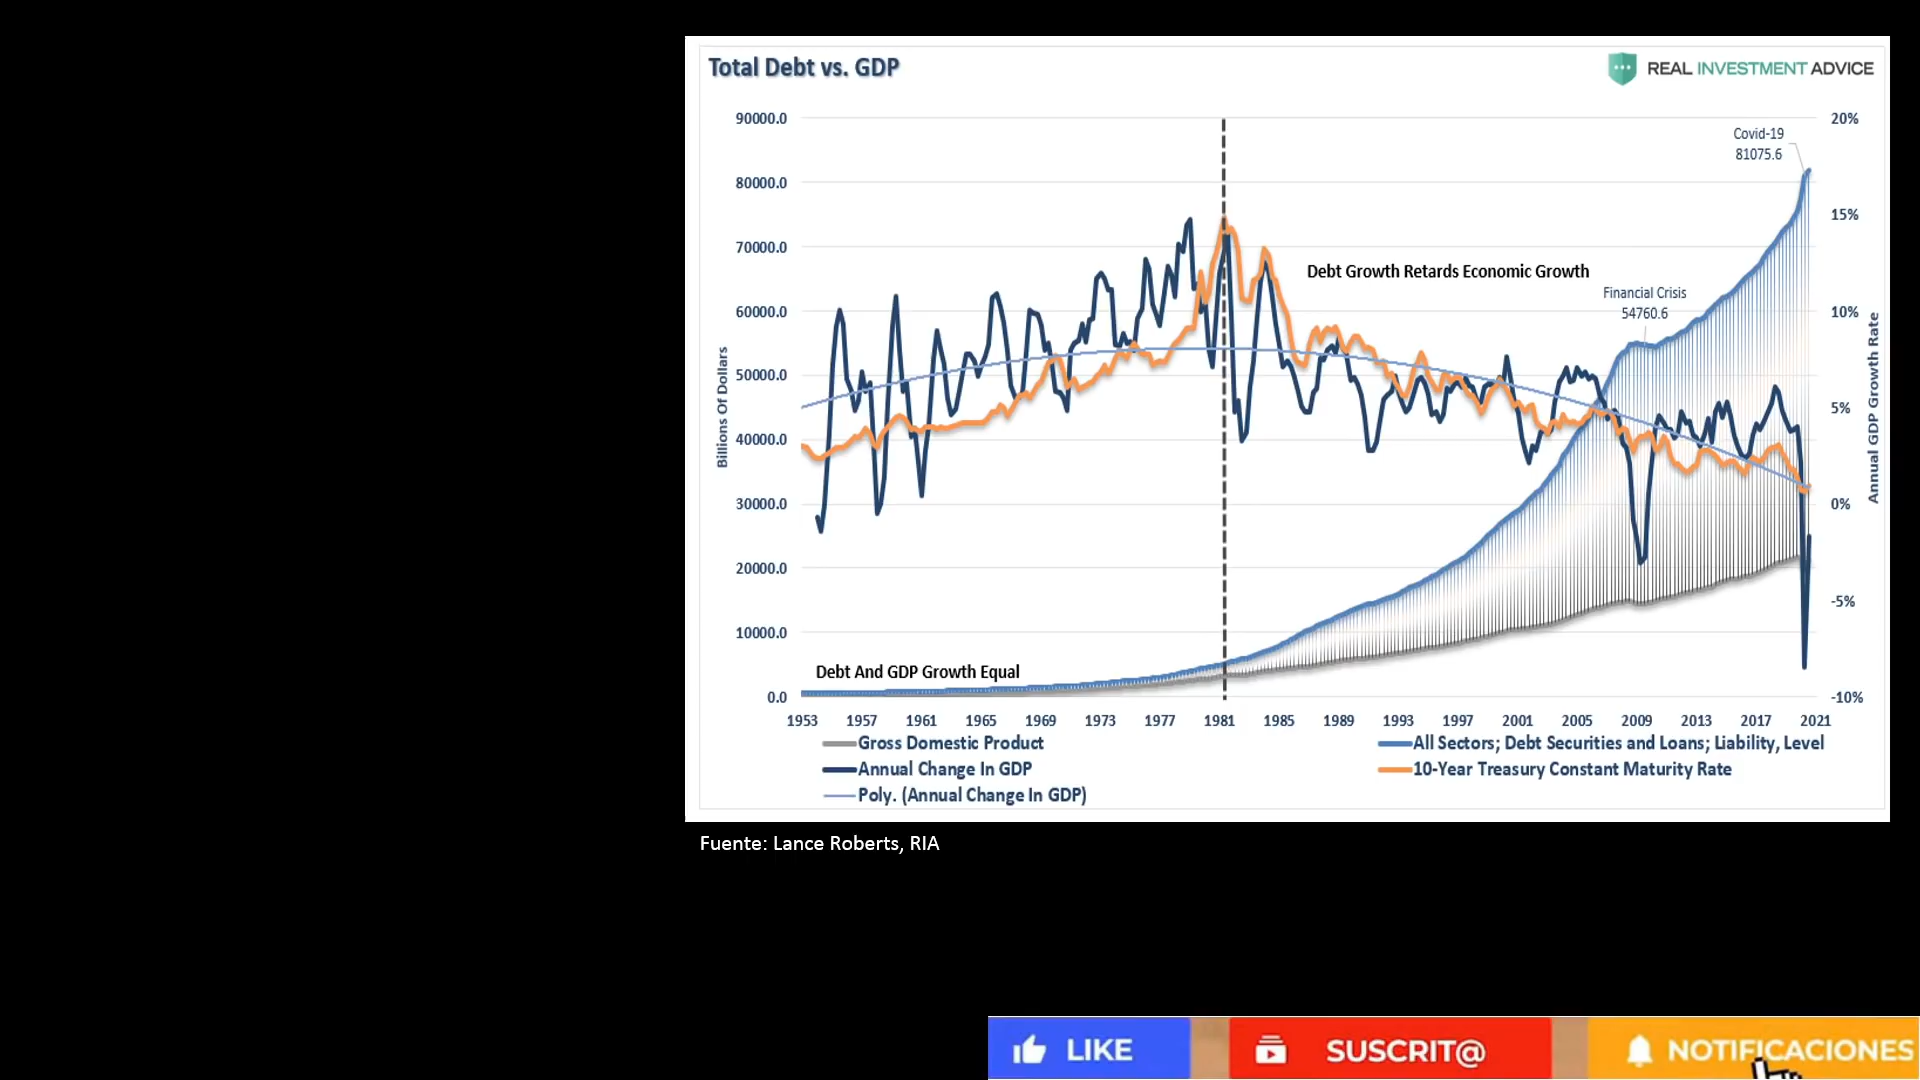 Total Debt vs. GDP
REAL INVESTMENT ADVICE
90000.0
80000.0
70000.0
60000.0
50000.0
40000.0
30000.0
20000.0
10000.0
0.0
Billions Of Dollars
20%
15%
10%
5%
0%
-5%
-10%
Annual GDP Growth Rate
Covid-19
81075.6
Debt Growth Retards Economic Growth
Financial Crisis
54760.6
Debt And GDP Growth Equal
1953 1957 1961 1965 1969 1973 1977 1981 1985 1989 1993 1997 2001 2005 2009 2013 2017 2021
Gross Domestic Product
All Sectors; Debt Securities and Loans; Liability, Level
Annual Change In GDP
10-Year Treasury Constant Maturity Rate
Poly. (Annual Change In GDP)
Fuente: Lance Roberts, RIA
LIKE
SUSCRIT@
NOTIFICACIONES